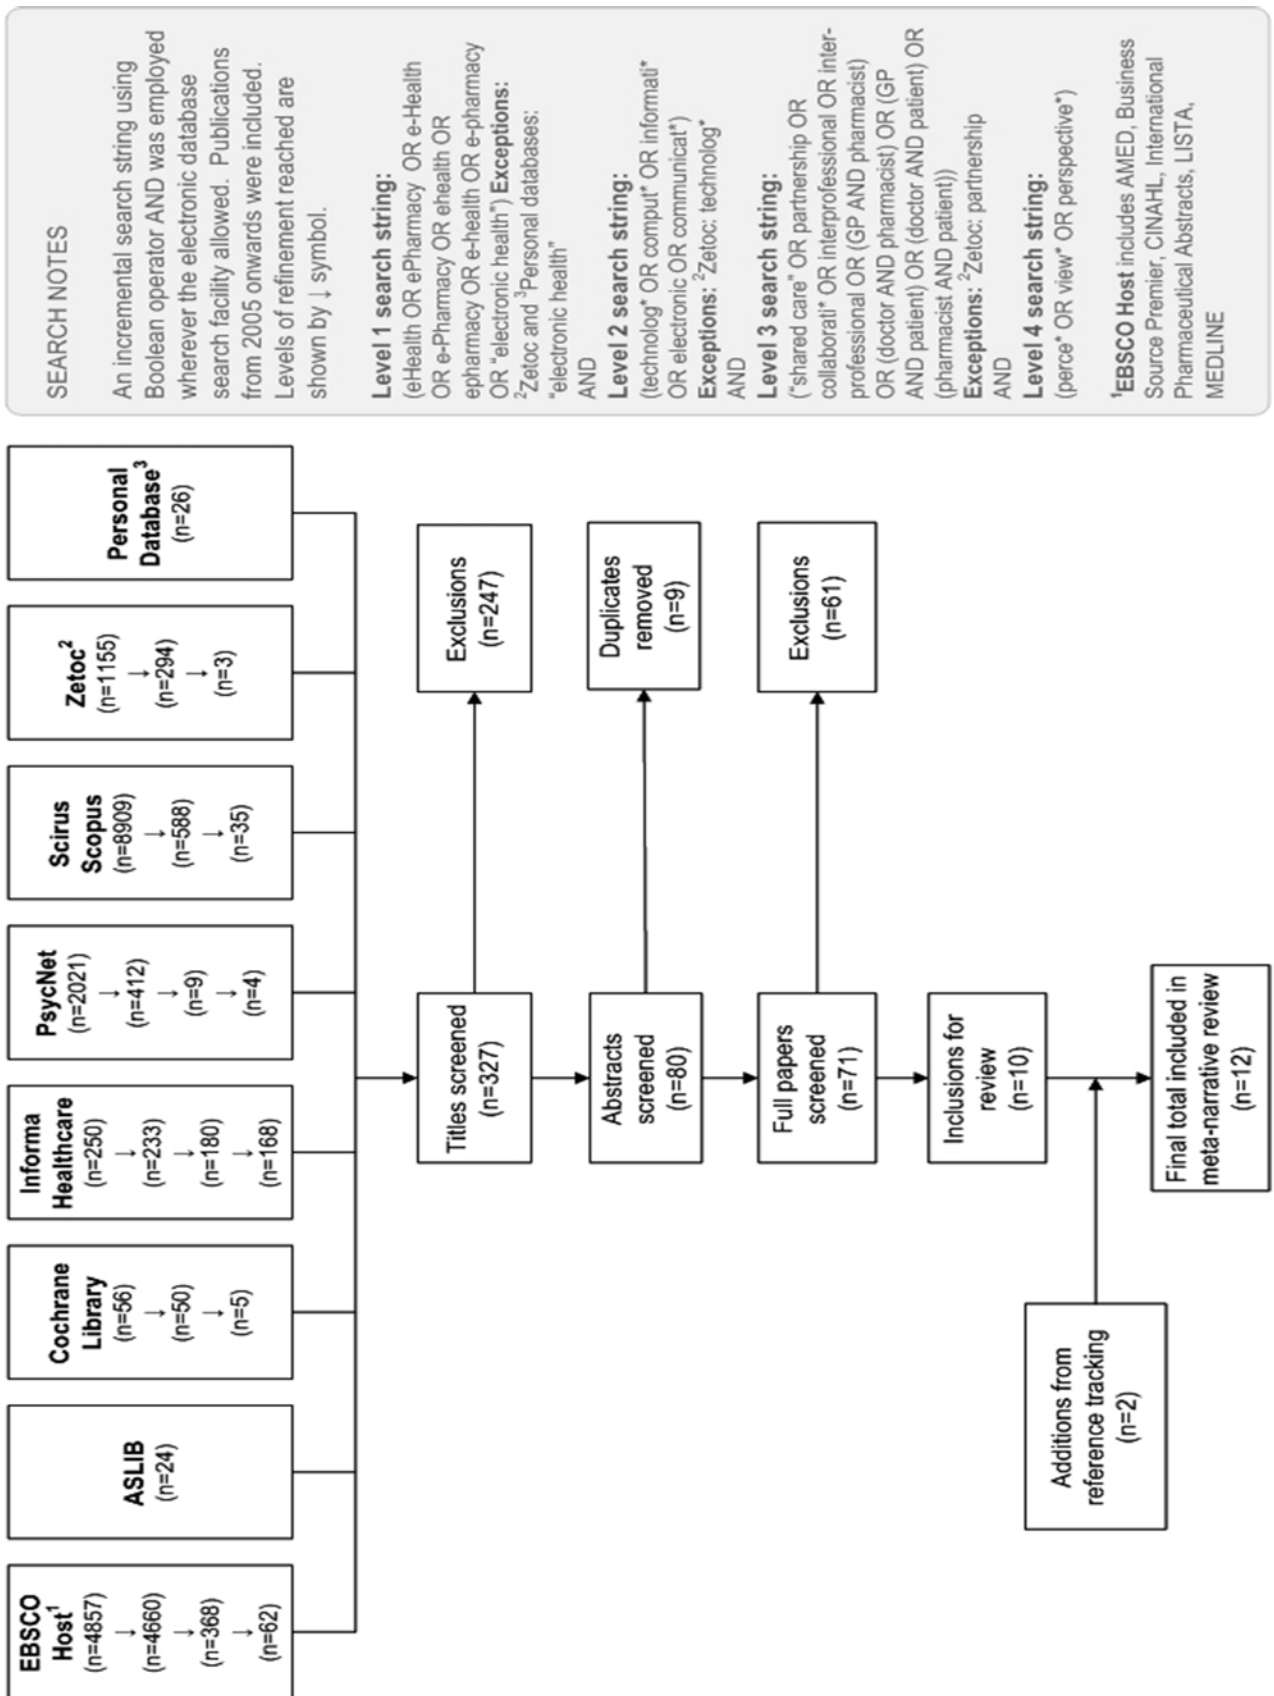 EBSCO
Host1
(n=4857)
↓
(n=4660)
↓
(n=368)
↓
(n=62)
ASLIB
(n=24)
Cochrane
Library
(n=56)
↓
(n=50)
↓
(n=5)
Informa
Healthcare
(n=250)
↓
(n=233)
↓
(n=180)
↓
(n=168)
PsycNet
(n=2021)
↓
(n=412)
↓
(n=9)
↓
(n=4)
Scirus
Scopus
(n=8909)
↓
(n=588)
↓
(n=35)
Zetoc2
(n=1155)
↓
(n=294)
↓
(n=3)
Personal
Database3
(n=26)
Titles screened
(n=327)
Exclusions
(n=247)
Abstracts
screened
(n=80)
Duplicates
removed
(n=9)
Full papers
screened
(n=71)
Exclusions
(n=61)
Inclusions for
review
(n=10)
Additions from
reference tracking
(n=2)
Final total included in
meta-narrative review
(n=12)
SEARCH NOTES
An incremental search string using
Boolean operator AND was employed
wherever the electronic database
search facility allowed. Publications
from 2005 onwards were included.
Levels of refinement reached are
shown by ↓ symbol.
Level 1 search string:
(eHealth OR ePharmacy OR e-Health
OR e-Pharmacy OR ehealth OR
epharmacy OR e-health OR e-pharmacy
OR "electronic health") Exceptions:
2Zetoc and 3Personal databases:
"electronic health"
AND
Level 2 search string:
(technolog* OR comput* OR informati*
OR electronic OR communicat*)
Exceptions: 2Zetoc: technolog*
AND
Level 3 search string:
("shared care" OR partnership OR
collaborati* OR interprofessional OR inter-
professional OR (GP AND pharmacist)
OR (doctor AND pharmacist) OR (GP
AND patient) OR (doctor AND patient) OR
(pharmacist AND patient))
Exceptions: 2Zetoc: partnership
AND
Level 4 search string:
(perce* OR view* OR perspective*)
1EBSCO Host includes AMED, Business
Source Premier, CINAHL, International
Pharmaceutical Abstracts, LISTA,
MEDLINE